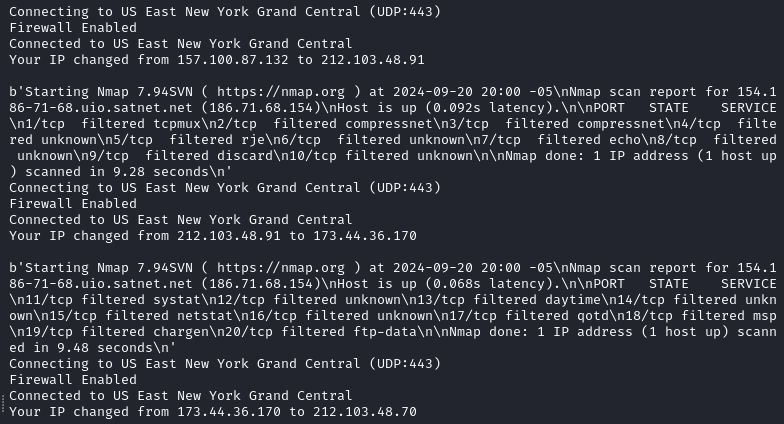 Connecting to US East New York Grand Central (UDP:443)
Firewall Enabled
Connected to US East New York Grand Central
Your IP changed from 157.100.87.132 to 212.103.48.91
b'Starting Nmap 7.94SVN ( https://nmap.org ) at 2024-09-20 20:00 -05\nNmap scan report for 154.1
86-71-68.uio.satnet.net (186.71.68.154)\nHost is up (0.092s latency).\n\nPORT   STATE    SERVICE
\n1/tcp  filtered tcpmux\n2/tcp  filtered compressnet\n3/tcp  filtered compressnet\n4/tcp  filte
red unknown\n5/tcp  filtered rje\n6/tcp  filtered unknown\n7/tcp  filtered echo\n8/tcp  filtered
 unknown\n9/tcp  filtered discard\n10/tcp filtered unknown\n\nNmap done: 1 IP address (1 host up
) scanned in 9.28 seconds\n'
Connecting to US East New York Grand Central (UDP:443)
Firewall Enabled
Connected to US East New York Grand Central
Your IP changed from 212.103.48.91 to 173.44.36.170
b'Starting Nmap 7.94SVN ( https://nmap.org ) at 2024-09-20 20:00 -05\nNmap scan report for 154.1
86-71-68.uio.satnet.net (186.71.68.154)\nHost is up (0.068s latency).\n\nPORT   STATE    SERVICE
\n11/tcp filtered systat\n12/tcp filtered unknown\n13/tcp filtered daytime\n14/tcp filtered unkn
own\n15/tcp filtered netstat\n16/tcp filtered unknown\n17/tcp filtered qotd\n18/tcp filtered msp
\n19/tcp filtered chargen\n20/tcp filtered ftp-data\n\nNmap done: 1 IP address (1 host up) scann
ed in 9.48 seconds\n'
Connecting to US East New York Grand Central (UDP:443)
Firewall Enabled
Connected to US East New York Grand Central
Your IP changed from 173.44.36.170 to 212.103.48.70